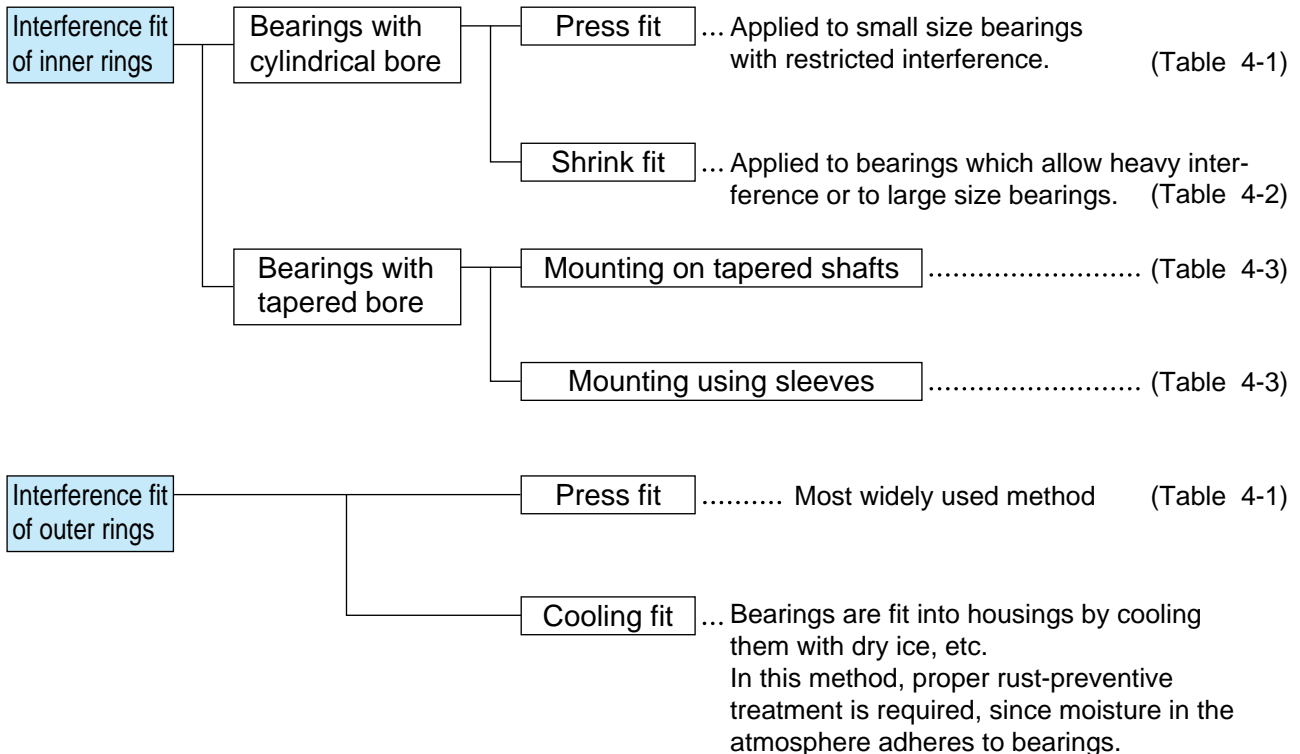 Interference fit
of inner rings
Bearings with
cylindrical bore
Press fit
... Applied to small size bearings
with restricted interference. (Table 4-1)
Shrink fit
... Applied to bearings which allow heavy inter-
ference or to large size bearings. (Table 4-2)
Bearings with
tapered bore
Mounting on tapered shafts
.......................... (Table 4-3)
Mounting using sleeves
.......................... (Table 4-3)
Interference fit
of outer rings
Press fit
.......... Most widely used method (Table 4-1)
Cooling fit
... Bearings are fit into housings by cooling
them with dry ice, etc.
In this method, proper rust-preventive
treatment is required, since moisture in the
atmosphere adheres to bearings.